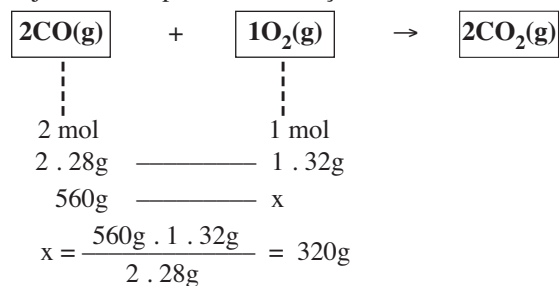 2CO(g) + 1O₂(g) → 2CO₂(g)
2 mol 1 mol
2 . 28g ———— 1 . 32g
560g ———— x
x = 560g . 1 . 32g / 2 . 28g = 320g